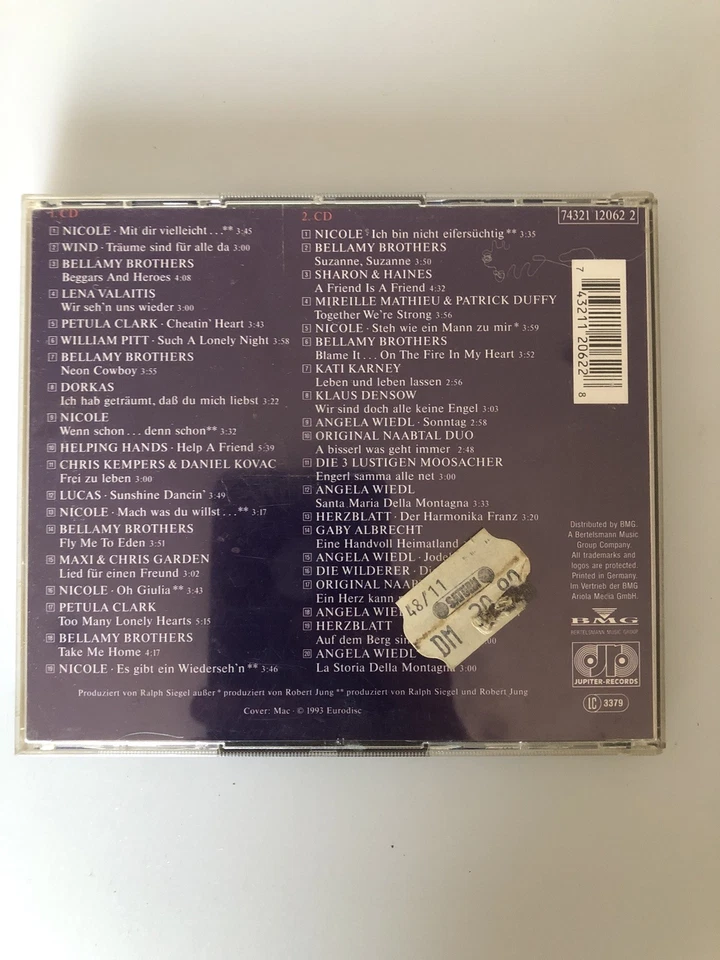 1. CD
1 NICOLE · Mit dir vielleicht...** 3:45
2 WIND · Träume sind für alle da 3:00
3 BELLAMY BROTHERS
Beggars And Heroes 4:08
4 LENA VALAITIS
Wir seh'n uns wieder 3:00
5 PETULA CLARK · Cheatin' Heart 3:43
6 WILLIAM PITT · Such A Lonely Night 3:58
7 BELLAMY BROTHERS
Neon Cowboy 3:55
8 DORKAS
Ich hab geträumt, daß du mich liebst 3:22
9 NICOLE
Wenn schon... denn schon** 3:32
10 HELPING HANDS · Help A Friend 5:39
11 CHRIS KEMPERS & DANIEL KOVAC
Frei zu leben 3:00
12 LUCAS · Sunshine Dancin' 3:49
13 NICOLE · Mach was du willst...** 3:17
14 BELLAMY BROTHERS
Fly Me To Eden 3:51
15 MAXI & CHRIS GARDEN
Lied für einen Freund 3:02
16 NICOLE · Oh Giulia** 3:43
17 PETULA CLARK
Too Many Lonely Hearts 5:15
18 BELLAMY BROTHERS
Take Me Home 4:17
19 NICOLE · Es gibt ein Wiederseh'n** 3:46
2. CD
1 NICOLE · Ich bin nicht eifersüchtig** 3:35
2 BELLAMY BROTHERS
Suzanne, Suzanne 3:50
3 SHARON & HAINES
A Friend Is A Friend 4:32
4 MIREILLE MATHIEU & PATRICK DUFFY
Together We're Strong 3:56
5 NICOLE · Steh wie ein Mann zu mir* 3:59
6 BELLAMY BROTHERS
Blame It... On The Fire In My Heart 3:52
7 KATI KARNEY
Leben und leben lassen 2:56
8 KLAUS DENSOW
Wir sind doch alle keine Engel 3:03
9 ANGELA WIEDL · Sonntag 2:58
10 ORIGINAL NAABTAL DUO
A bisserl was geht immer 2:48
11 DIE 3 LUSTIGEN MOOSACHER
Engerl samma alle net 3:00
12 ANGELA WIEDL
Santa Maria Della Montagna 3:33
13 HERZBLATT · Der Harmonika Franz 3:20
14 GABY ALBRECHT
Eine Handvoll Heimatland
15 ANGELA WIEDL · Jodel
16 DIE WILDERER
17 ORIGINAL NAAB
Ein Herz kann
18 ANGELA WIE
19 HERZBLATT
Auf dem Berg
20 ANGELA WIEDL
La Storia Della Montagna :00
48/11
SATURN
DM
74321 12062 2
7 43211 20622 8
Distributed by BMG.
A Bertelsmann Music
Group Company.
All trademarks and
logos are protected.
Printed in Germany.
Im Vertrieb der BMG
Ariola Media GmbH.
BMG
BERTELSMANN MUSIC GROUP
JUPITER-RECORDS
LC 3379
Produziert von Ralph Siegel außer * produziert von Robert Jung ** produziert von Ralph Siegel und Robert Jung
Cover: Mac · © 1993 Eurodisc